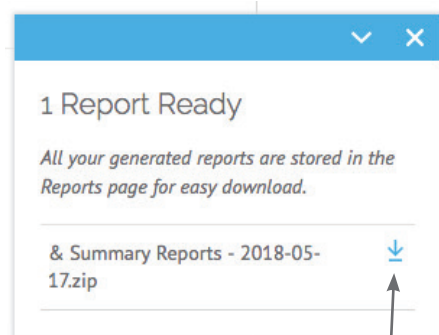 1 Report Ready
All your generated reports are stored in the
Reports page for easy download.
& Summary Reports - 2018-05-
17.zip